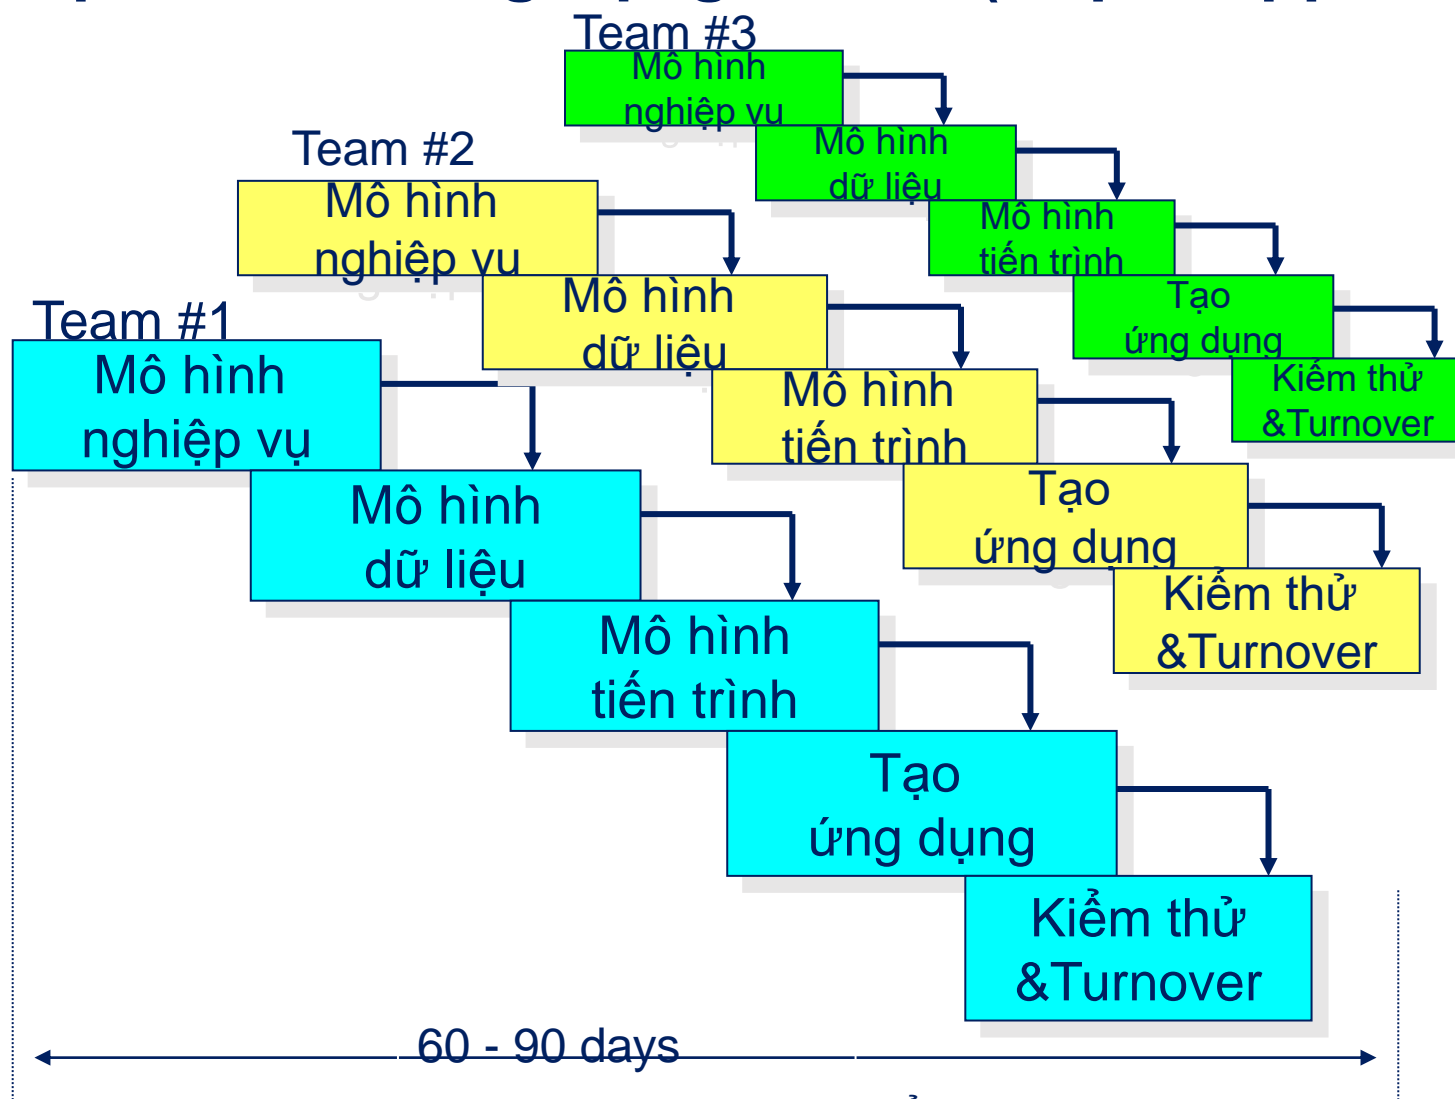 Team #3
Mô hình
nghiệp vụ
Mô hình
dữ liệu
Mô hình
tiến trình
Tạo
ứng dụng
Kiểm thử
&Turnover
Team #2
Mô hình
nghiệp vụ
Mô hình
dữ liệu
Mô hình
tiến trình
Tạo
ứng dụng
Kiểm thử
&Turnover
Team #1
Mô hình
nghiệp vụ
Mô hình
dữ liệu
Mô hình
tiến trình
Tạo
ứng dụng
Kiểm thử
&Turnover
60 - 90 days